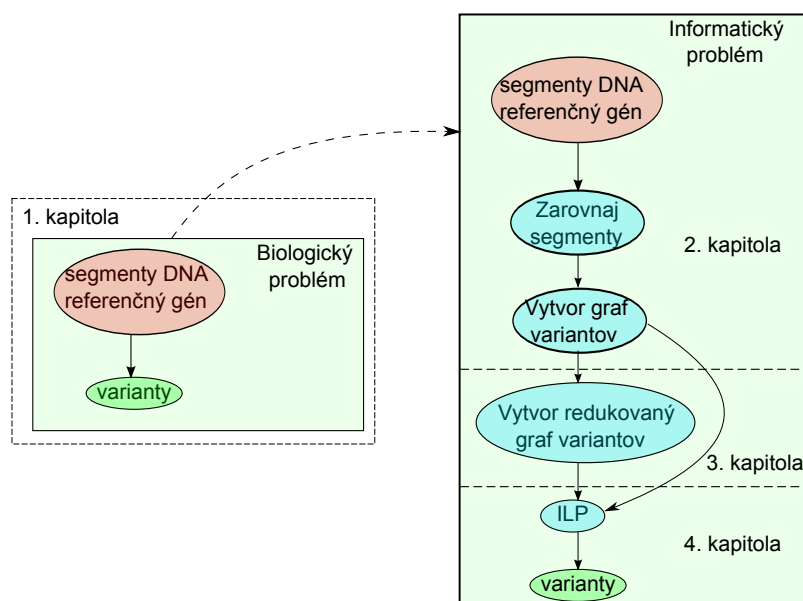 1. kapitola
Biologický
problém
segmenty DNA
referenčný gén
varianty
Informatický
problém
segmenty DNA
referenčný gén
Zarovnaj
segmenty
2. kapitola
Vytvor graf
variantov
Vytvor redukovaný
graf variantov
3. kapitola
ILP
4. kapitola
varianty